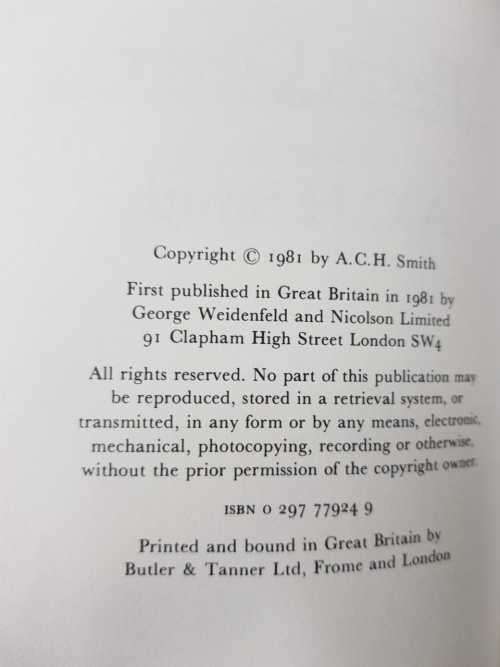 Copyright © 1981 by A.C.H. Smith
First published in Great Britain in 1981 by
George Weidenfeld and Nicolson Limited
91 Clapham High Street London SW4
All rights reserved. No part of this publication may
be reproduced, stored in a retrieval system, or
transmitted, in any form or by any means, electronic,
mechanical, photocopying, recording or otherwise,
without the prior permission of the copyright owner.
ISBN 0 297 77924 9
Printed and bound in Great Britain by
Butler & Tanner Ltd, Frome and London